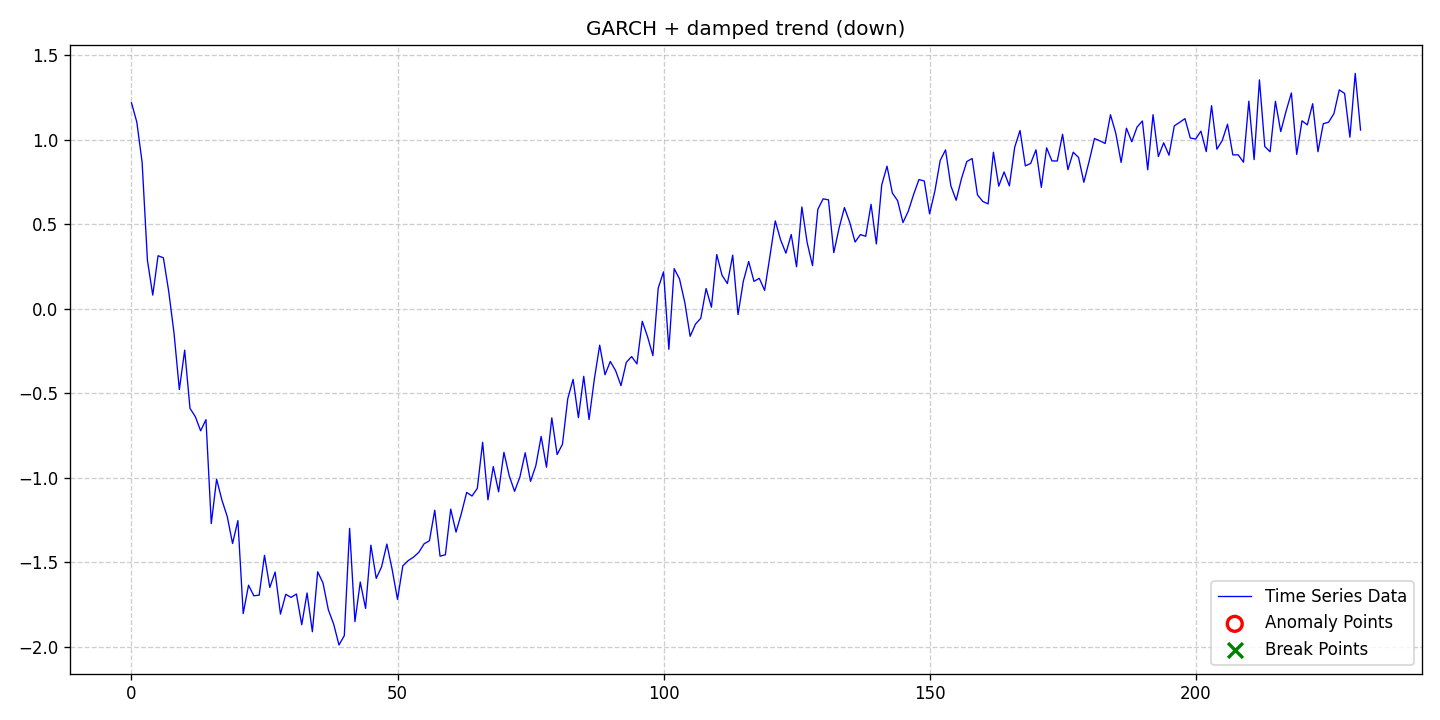 GARCH + damped trend (down)
1.5
1.0
0.5
0.0
−0.5
−1.0
−1.5
−2.0
0 50 100 150 200
Time Series Data
Anomaly Points
Break Points